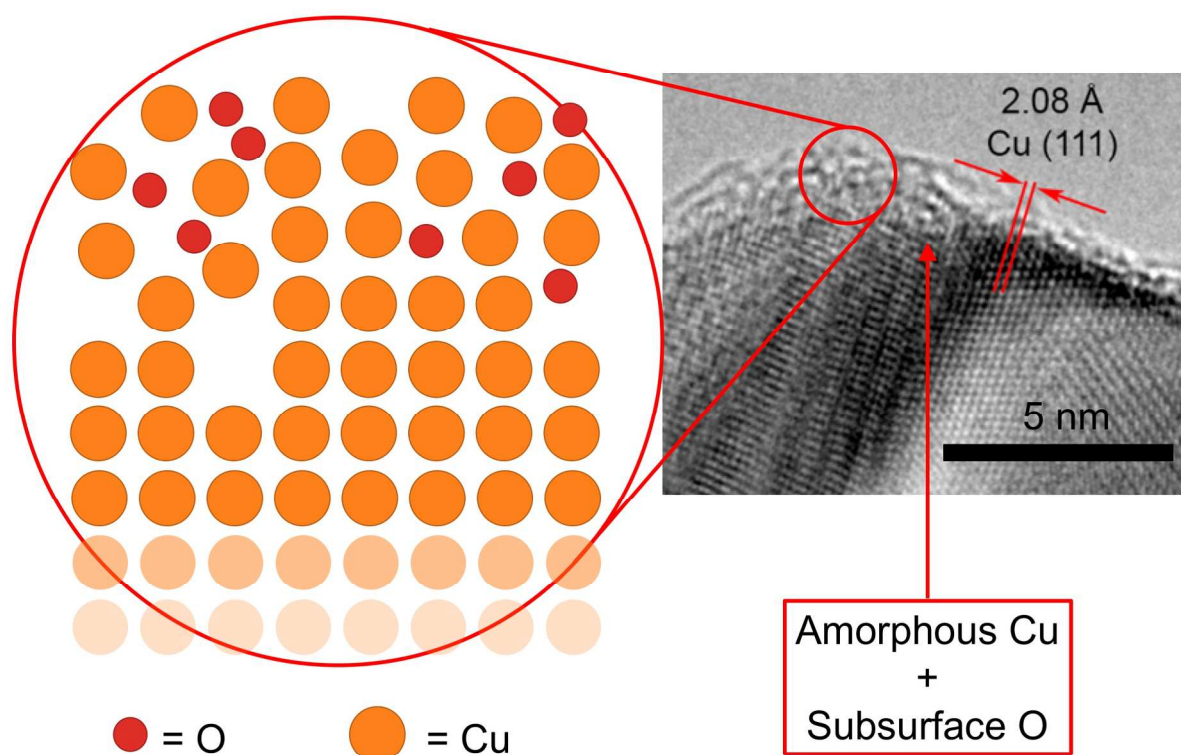 2.08 Å
Cu (111)
5 nm
Amorphous Cu
+
Subsurface O
= O
= Cu